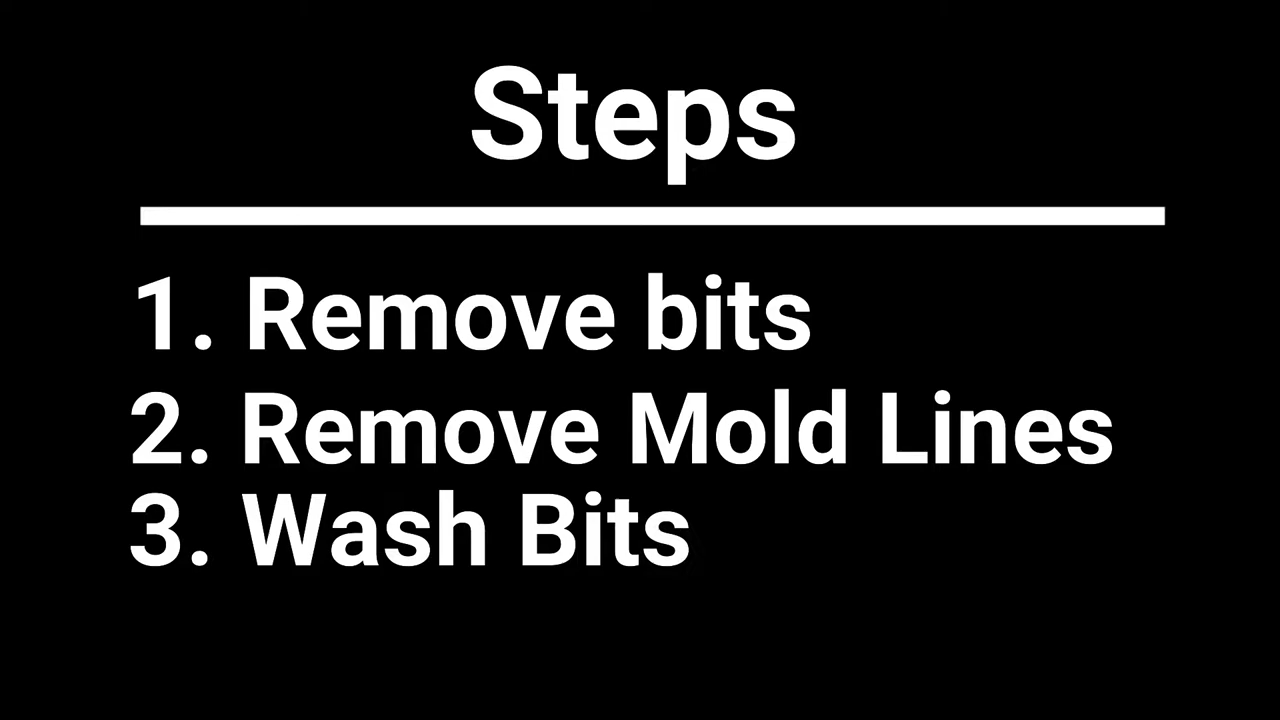 Steps
1. Remove bits
2. Remove Mold Lines
3. Wash Bits